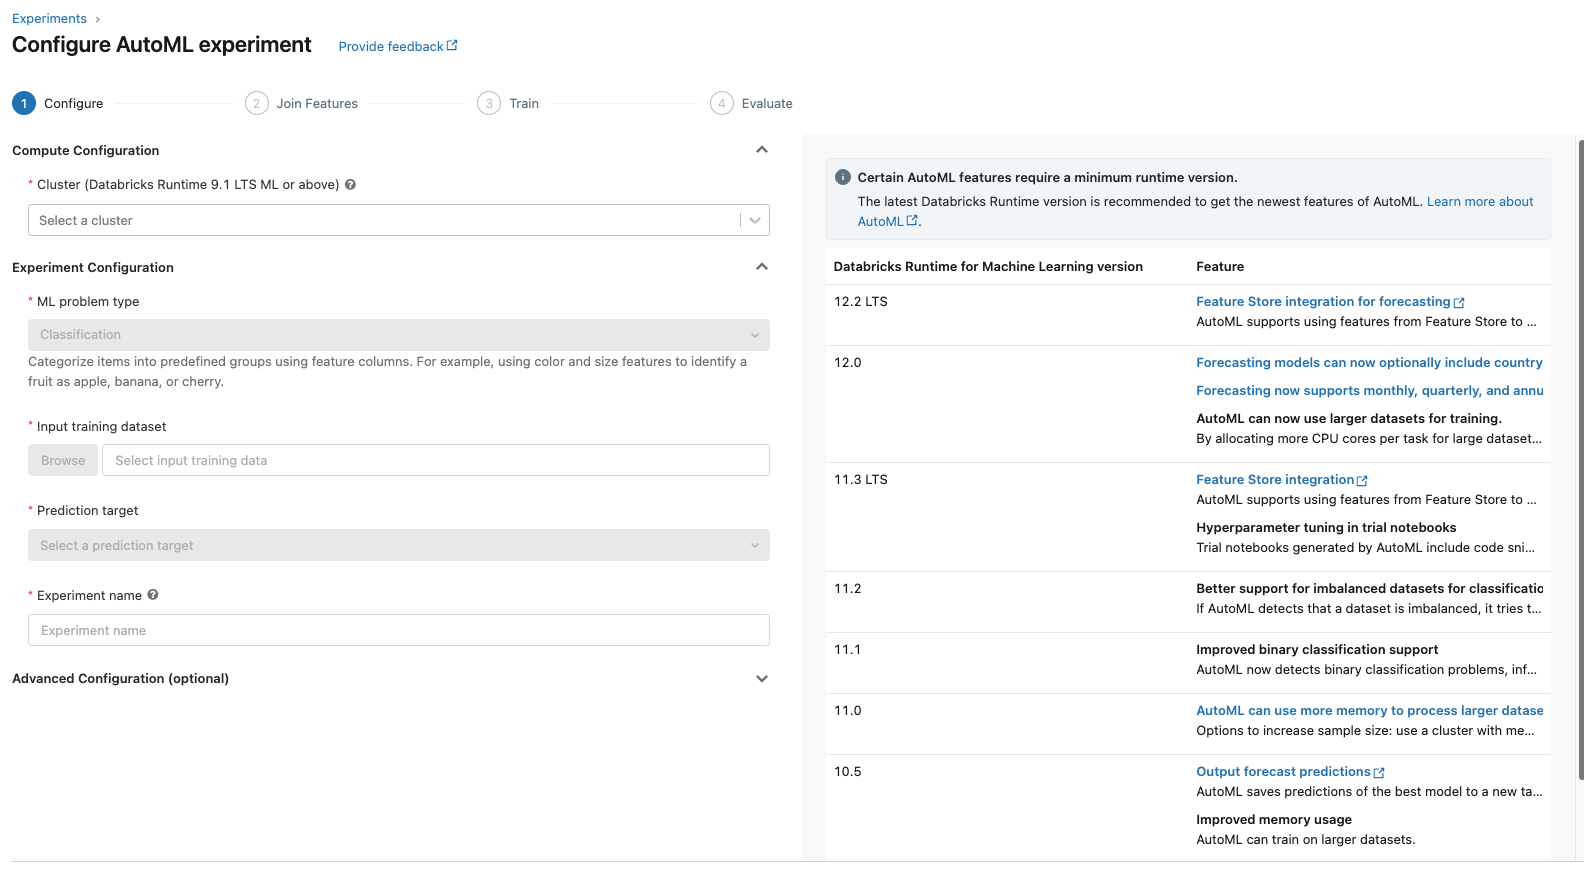 Experiments ›
Configure AutoML experiment Provide feedback
1 Configure 2 Join Features 3 Train 4 Evaluate
Compute Configuration
* Cluster (Databricks Runtime 9.1 LTS ML or above)
Select a cluster
Experiment Configuration
* ML problem type
Classification
Categorize items into predefined groups using feature columns. For example, using color and size features to identify a
fruit as apple, banana, or cherry.
* Input training dataset
Browse Select input training data
* Prediction target
Select a prediction target
* Experiment name
Experiment name
Advanced Configuration (optional)
Certain AutoML features require a minimum runtime version.
The latest Databricks Runtime version is recommended to get the newest features of AutoML. Learn more about
AutoML.
Databricks Runtime for Machine Learning version Feature
12.2 LTS Feature Store integration for forecasting
AutoML supports using features from Feature Store to ...
12.0 Forecasting models can now optionally include country
Forecasting now supports monthly, quarterly, and annu
AutoML can now use larger datasets for training.
By allocating more CPU cores per task for large dataset...
11.3 LTS Feature Store integration
AutoML supports using features from Feature Store to ...
Hyperparameter tuning in trial notebooks
Trial notebooks generated by AutoML include code sni...
11.2 Better support for imbalanced datasets for classificatio
If AutoML detects that a dataset is imbalanced, it tries t...
11.1 Improved binary classification support
AutoML now detects binary classification problems, inf...
11.0 AutoML can use more memory to process larger datase
Options to increase sample size: use a cluster with me...
10.5 Output forecast predictions
AutoML saves predictions of the best model to a new ta...
Improved memory usage
AutoML can train on larger datasets.